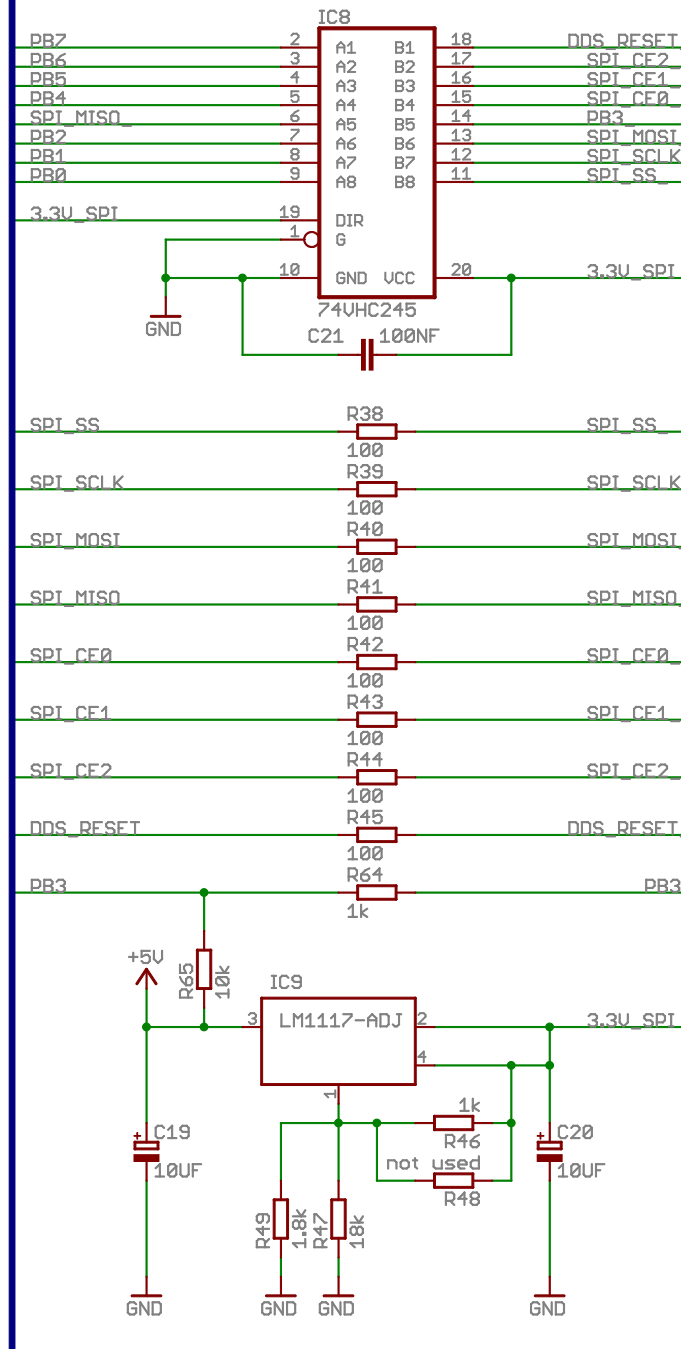 IC8
PB7 2 A1 B1 18 DDS_RESET_
PB6 3 A2 B2 17 SPI_CE2_
PB5 4 A3 B3 16 SPI_CE1_
PB4 5 A4 B4 15 SPI_CE0_
SPI_MISO_ 6 A5 B5 14 PB3_
PB2 7 A6 B6 13 SPI_MOSI_
PB1 8 A7 B7 12 SPI_SCLK
PB0 9 A8 B8 11 SPI_SS_
3.3V_SPI 19 DIR
1 G
10 GND VCC 20 3.3V_SPI
74VHC245
GND
C21 100NF
R38
SPI_SS SPI_SS_
100
R39
SPI_SCLK SPI_SCLK
100
R40
SPI_MOSI SPI_MOSI_
100
R41
SPI_MISO SPI_MISO_
100
R42
SPI_CE0 SPI_CE0_
100
R43
SPI_CE1 SPI_CE1_
100
R44
SPI_CE2 SPI_CE2_
100
R45
DDS_RESET DDS_RESET_
100
R64
PB3 PB3
1k
+5V
R65 10k
IC9
3 LM1117-ADJ 2 3.3V_SPI
4
1
1k
C19 R46 C20
10UF not used 10UF
R48
R49 1.8k R47 18k
GND GND GND GND